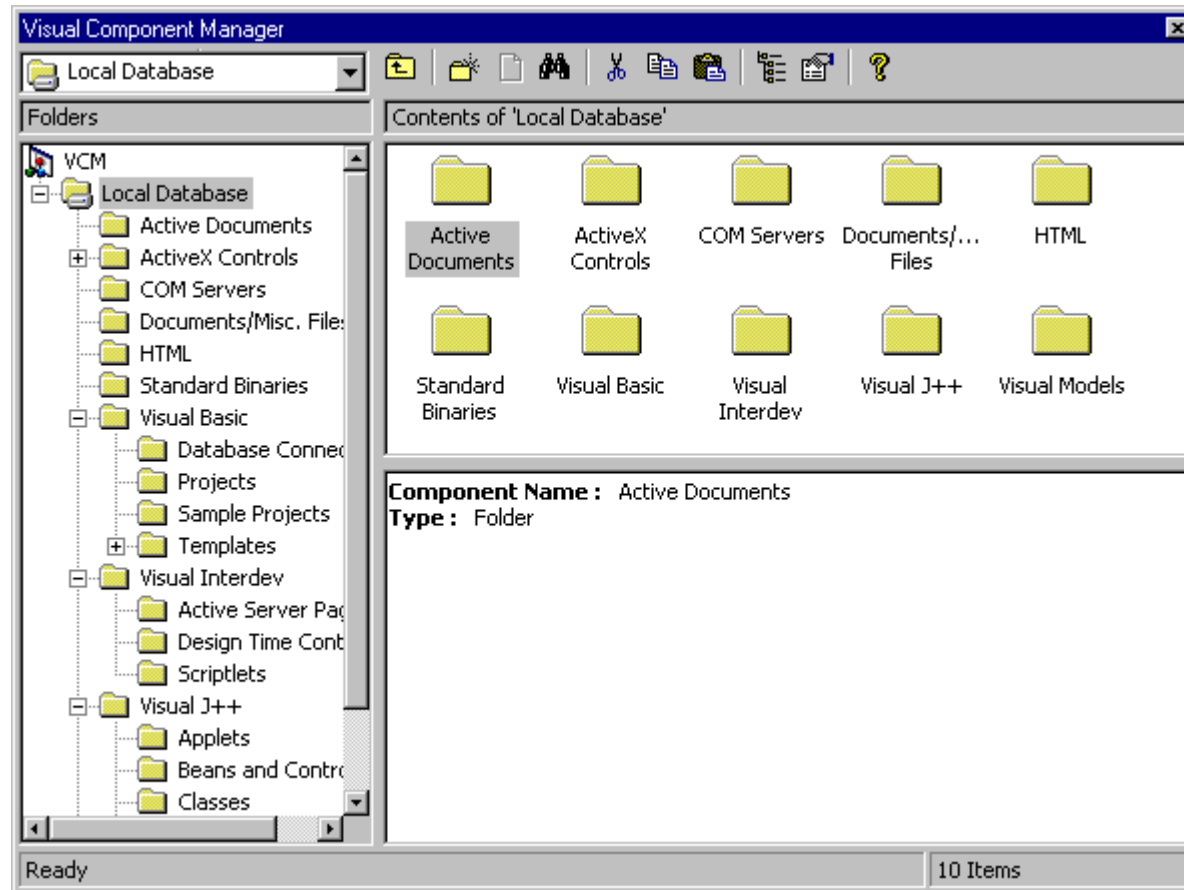 Visual Component Manager
Local Database
Folders
Contents of 'Local Database'
VCM
Local Database
Active Documents
ActiveX Controls
COM Servers
Documents/Misc. Files
HTML
Standard Binaries
Visual Basic
Database Connec
Projects
Sample Projects
Templates
Visual Interdev
Active Server Pag
Design Time Cont
Scriptlets
Visual J++
Applets
Beans and Contro
Classes
Active
Documents
ActiveX
Controls
COM Servers
Documents/...
Files
HTML
Standard
Binaries
Visual Basic
Visual
Interdev
Visual J++
Visual Models
Component Name : Active Documents
Type : Folder
Ready
10 Items